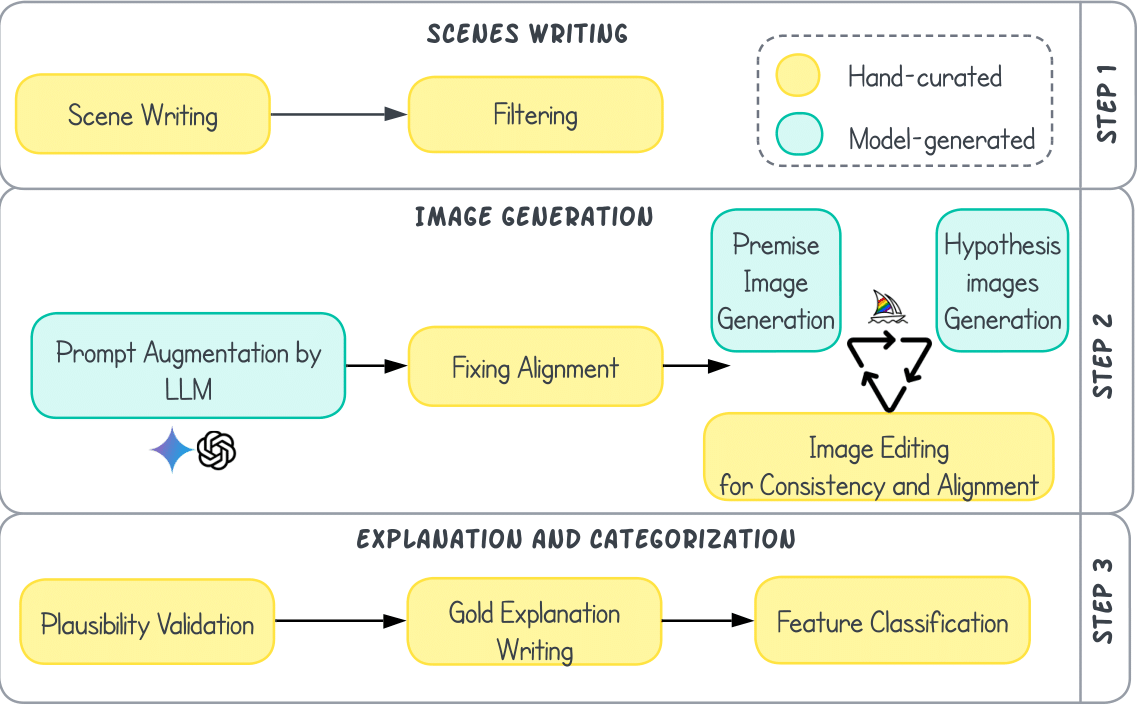 SCENES WRITING
Scene Writing
Filtering
Hand-curated
Model-generated
STEP 1
IMAGE GENERATION
Prompt Augmentation by
LLM
Fixing Alignment
Premise
Image
Generation
Hypothesis
images
Generation
Image Editing
for Consistency and Alignment
STEP 2
EXPLANATION AND CATEGORIZATION
Plausibility Validation
Gold Explanation
Writing
Feature Classification
STEP 3